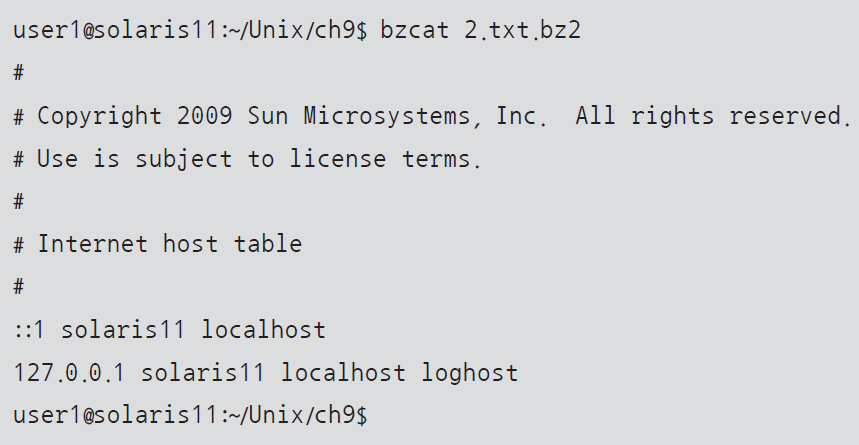 user1@solaris11:~/Unix/ch9$ bzcat 2.txt.bz2
#
# Copyright 2009 Sun Microsystems, Inc.  All rights reserved.
# Use is subject to license terms.
#
# Internet host table
#
::1 solaris11 localhost
127.0.0.1 solaris11 localhost loghost
user1@solaris11:~/Unix/ch9$